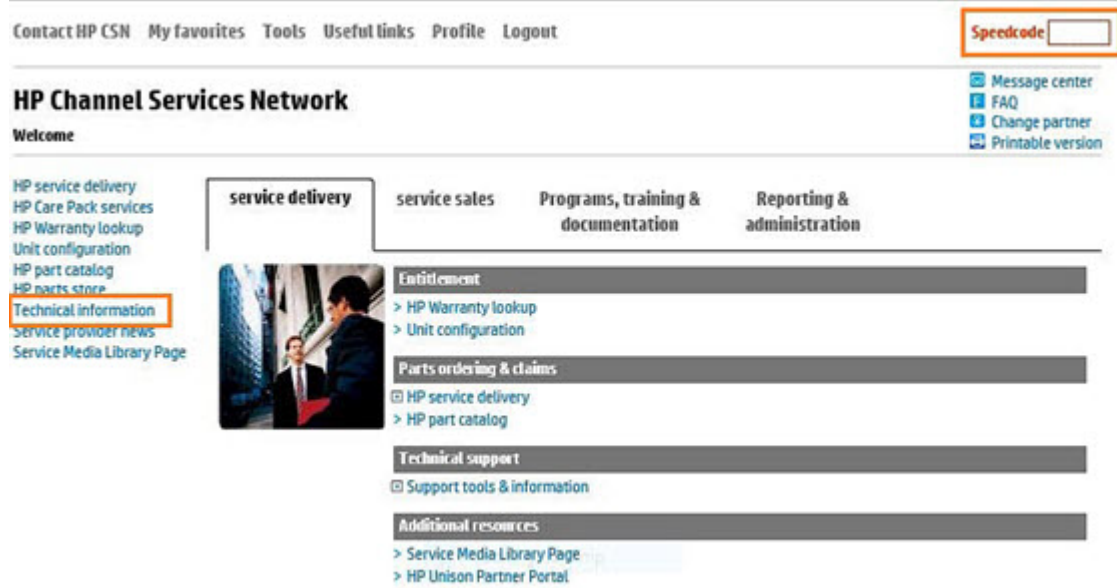 Contact HP CSN My favorites Tools Useful links Profile Logout
Speedcode
Message center
FAQ
Change partner
Printable version
HP Channel Services Network
Welcome
HP service delivery
HP Care Pack services
HP Warranty lookup
Unit configuration
HP part catalog
HP parts store
Technical information
Service provider news
Service Media Library Page
service delivery
service sales
Programs, training &
documentation
Reporting &
administration
Entitlement
> HP Warranty lookup
> Unit configuration
Parts ordering & claims
HP service delivery
> HP part catalog
Technical support
Support tools & information
Additional resources
> Service Media Library Page
> HP Unison Partner Portal